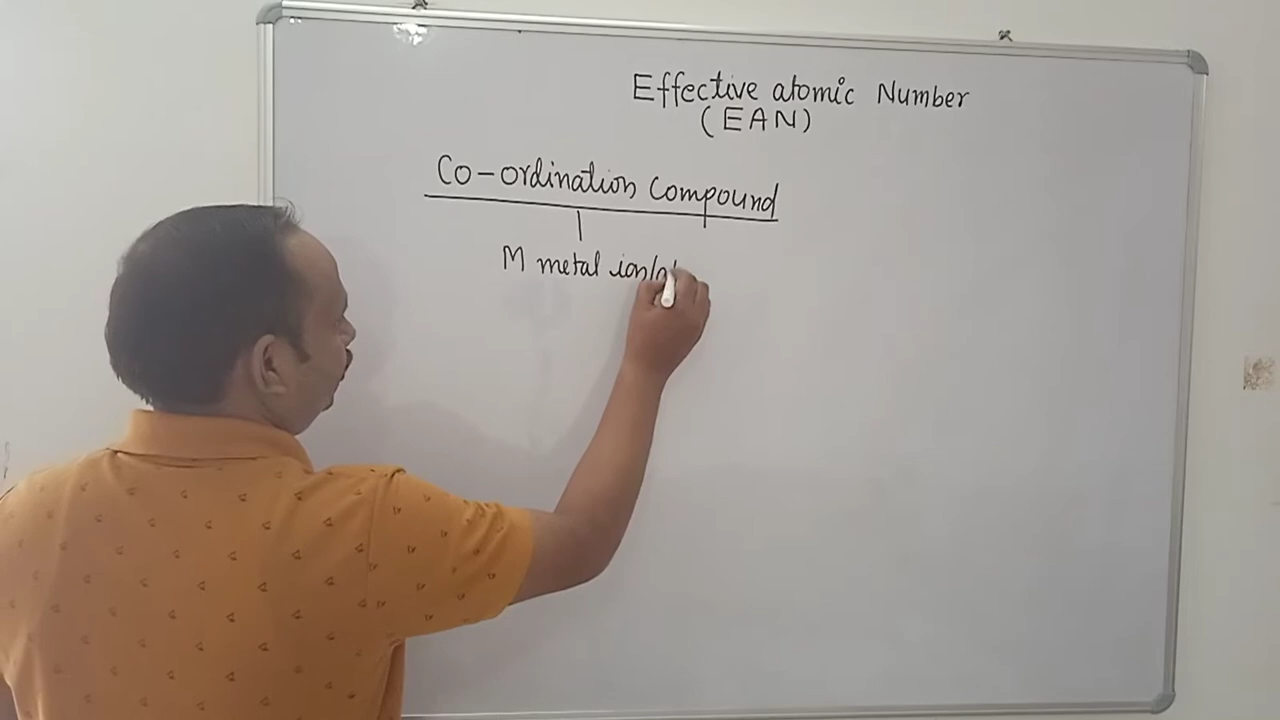 Effective atomic Number
(EAN)
Co-ordination Compound
M metal ion/